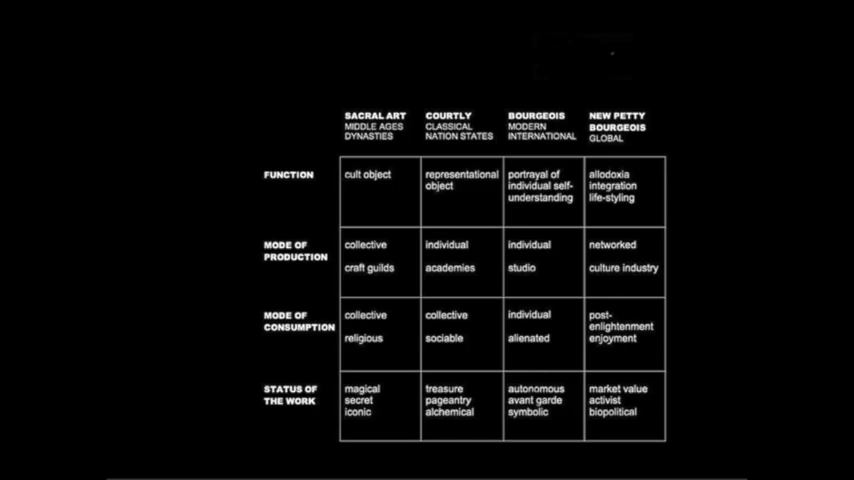 SACRAL ART
MIDDLE AGES
DYNASTIES
COURTLY
CLASSICAL
NATION STATES
BOURGEOIS
MODERN
INTERNATIONAL
NEW PETTY
BOURGEOIS
GLOBAL
FUNCTION
cult object
representational
object
portrayal of
individual self-
understanding
allodoxia
integration
life-styling
MODE OF
PRODUCTION
collective
craft guilds
individual
academies
individual
studio
networked
culture industry
MODE OF
CONSUMPTION
collective
religious
collective
sociable
individual
alienated
post-
enlightenment
enjoyment
STATUS OF
THE WORK
magical
secret
iconic
treasure
pageantry
alchemical
autonomous
avant garde
symbolic
market value
activist
biopolitical